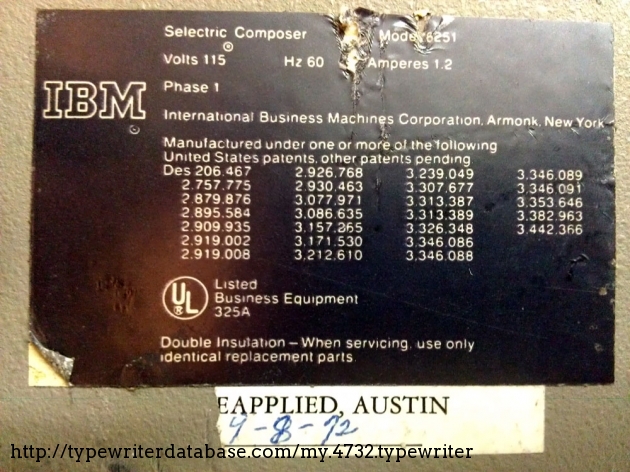 Selectric Composer Model 6251
®
Volts 115 Hz 60 Amperes 1.2
Phase 1
IBM
®
International Business Machines Corporation, Armonk, New York
Manufactured under one or more of the following
United States patents, other patents pending
Des 206.467 2.926.768 3.239.049 3.346.089
2.757.775 2.930.463 3.307.677 3.346.091
2.879.876 3.077.971 3.313.387 3.353.646
2.895.584 3.086.635 3.313.389 3.382.963
2.909.935 3.157.265 3.326.348 3.442.366
2.919.002 3.171.530 3.346.086
2.919.008 3.212.610 3.346.088
UL
®
Listed
Business Equipment
325A
Double Insulation – When servicing, use only
identical replacement parts.
EAPPLIED, AUSTIN
9-8-72
http://typewriterdatabase.com/my.4732.typewriter